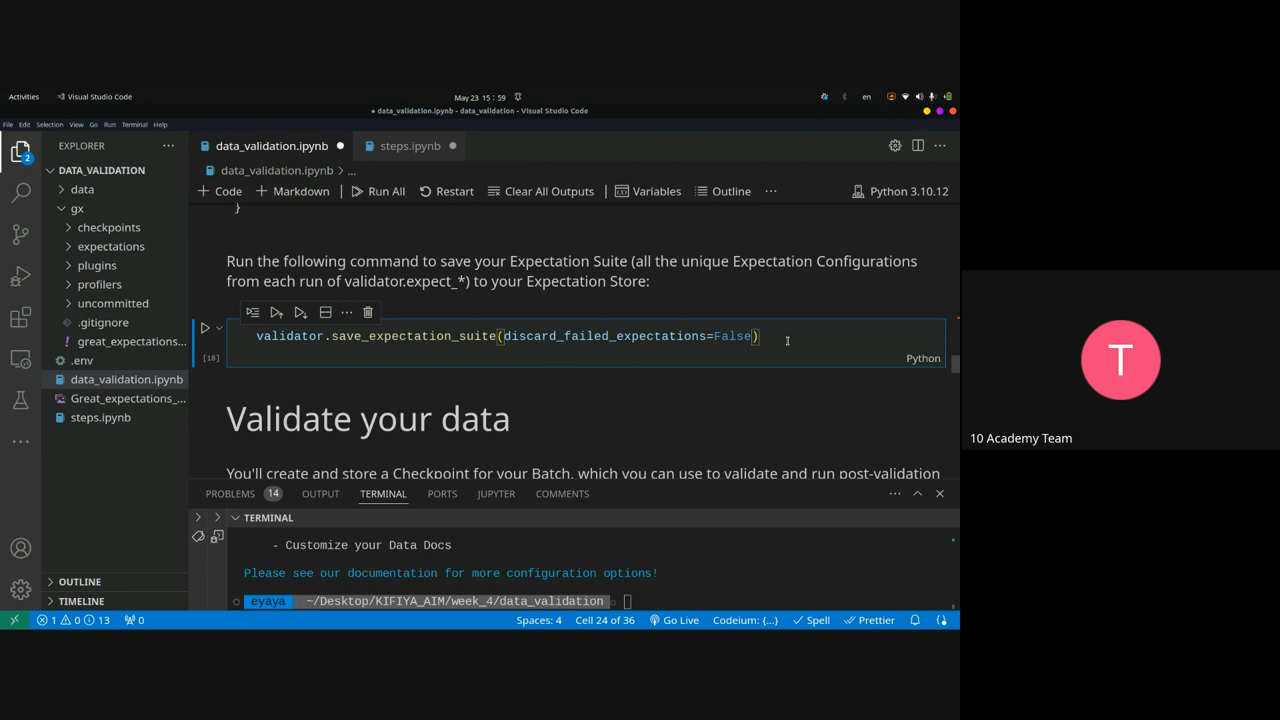 Activities
Visual Studio Code
May 23 15:59
en
● data_validation.ipynb - data_validation - Visual Studio Code
File Edit Selection View Go Run Terminal Help
EXPLORER
data_validation.ipynb
steps.ipynb
2
DATA_VALIDATION
data_validation.ipynb > ...
data
Code
Markdown
Run All
Restart
Clear All Outputs
Variables
Outline
Python 3.10.12
gx
}
checkpoints
expectations
plugins
profilers
uncommitted
.gitignore
great_expectations...
.env
data_validation.ipynb
Great_expectations_...
steps.ipynb
OUTLINE
TIMELINE
Run the following command to save your Expectation Suite (all the unique Expectation Configurations
from each run of validator.expect_*) to your Expectation Store:
validator.save_expectation_suite(discard_failed_expectations=False)
[18]
Python
Validate your data
You'll create and store a Checkpoint for your Batch, which you can use to validate and run post-validation
PROBLEMS 14 OUTPUT TERMINAL PORTS JUPYTER COMMENTS
TERMINAL
- Customize your Data Docs
Please see our documentation for more configuration options!
eyaya ~/Desktop/KIFIYA_AIM/week_4/data_validation
1 0 13 0 Spaces: 4 Cell 24 of 36 Go Live Codeium: {...} Spell Prettier
T
10 Academy Team